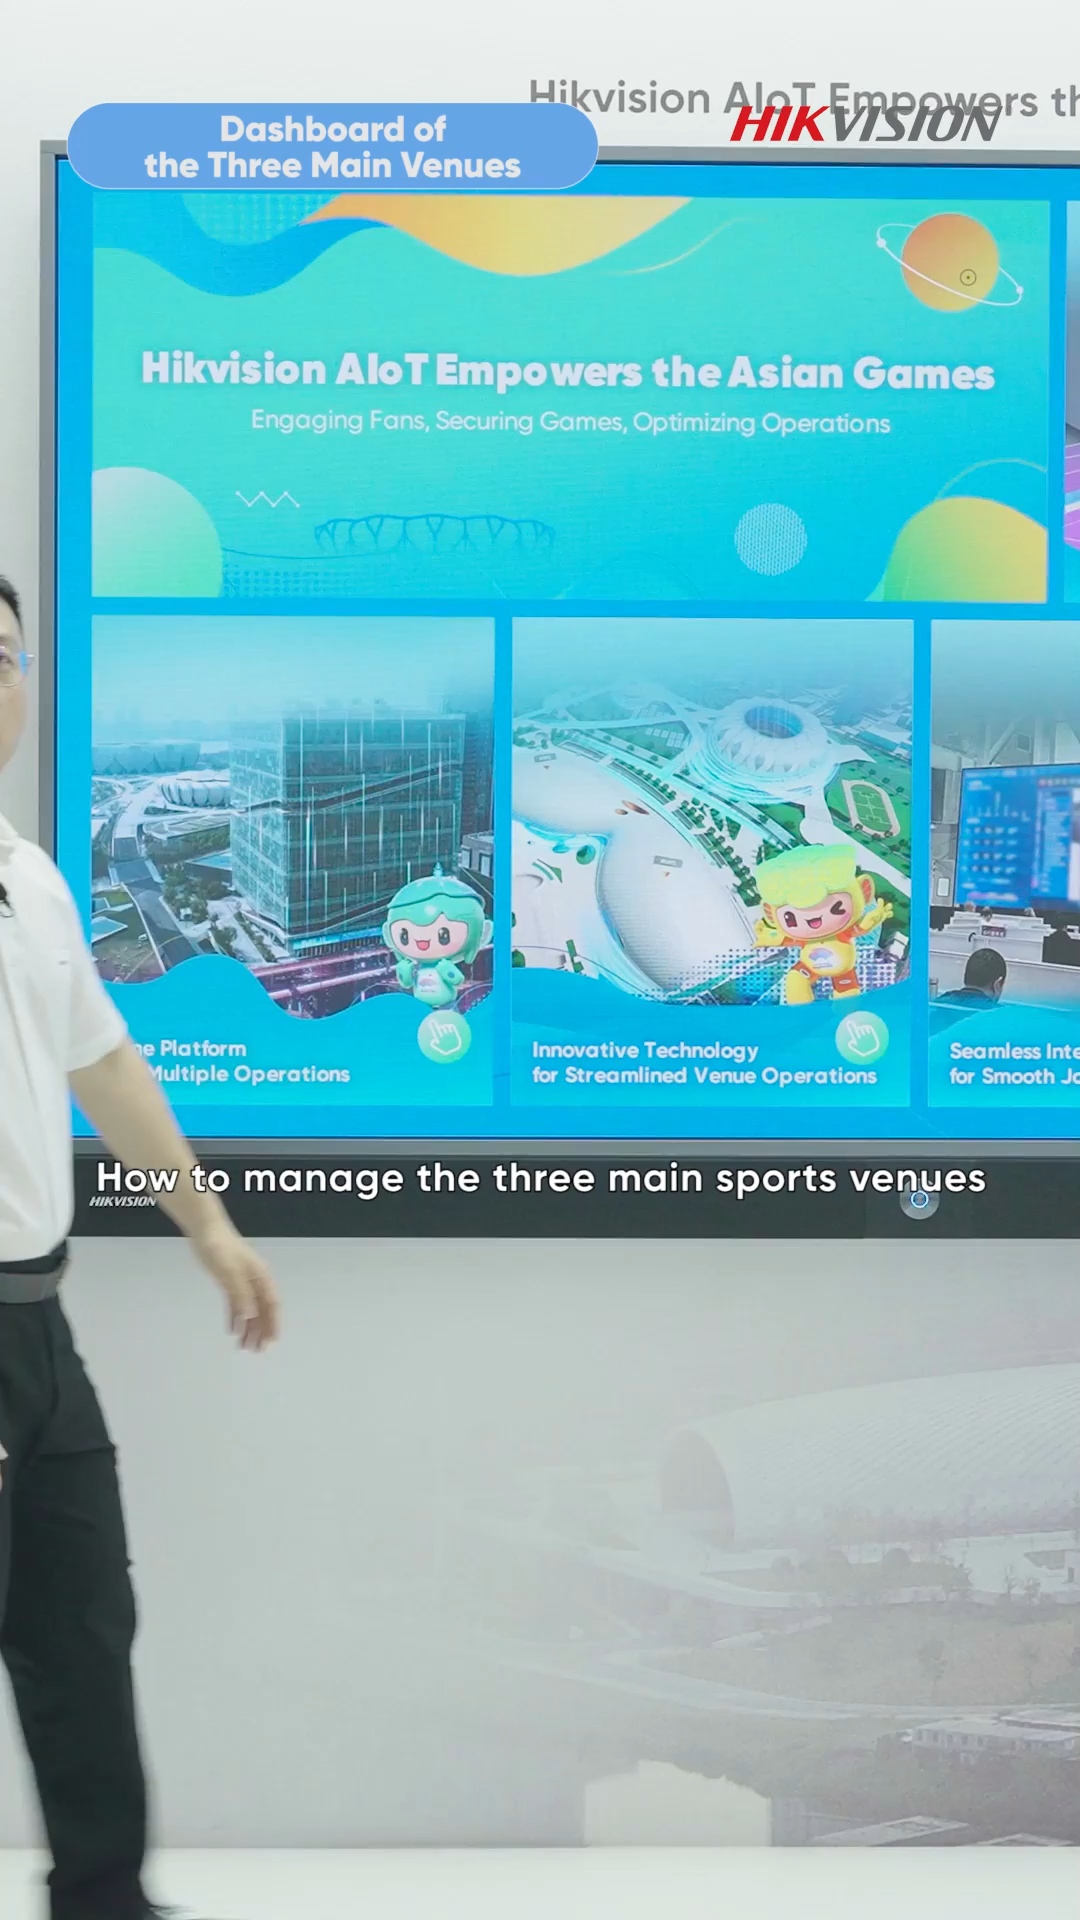 Hikvision AIoT Empowers th
HIKVISION
Dashboard of
the Three Main Venues
Hikvision AIoT Empowers the Asian Games
Engaging Fans, Securing Games, Optimizing Operations
Platform
Multiple Operations
Innovative Technology
for Streamlined Venue Operations
Seamless Inte
for Smooth Jo
How to manage the three main sports venues
HIKVISION